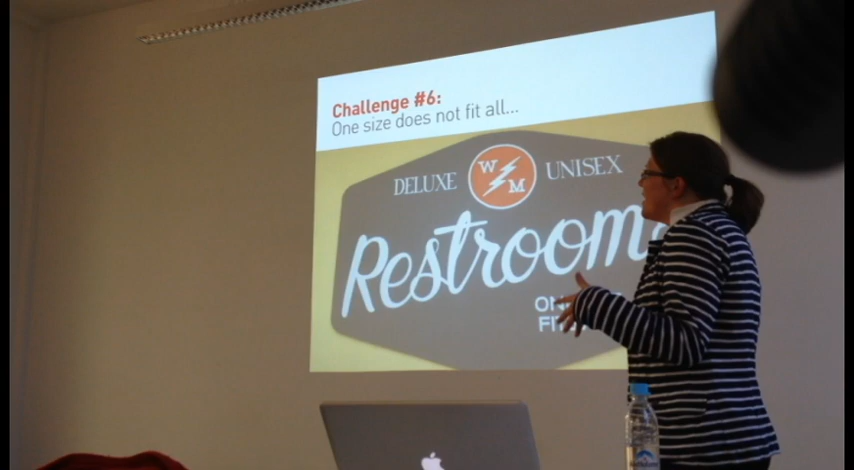 Challenge #6:
One size does not fit all...
DELUXE W M UNISEX
Restroom